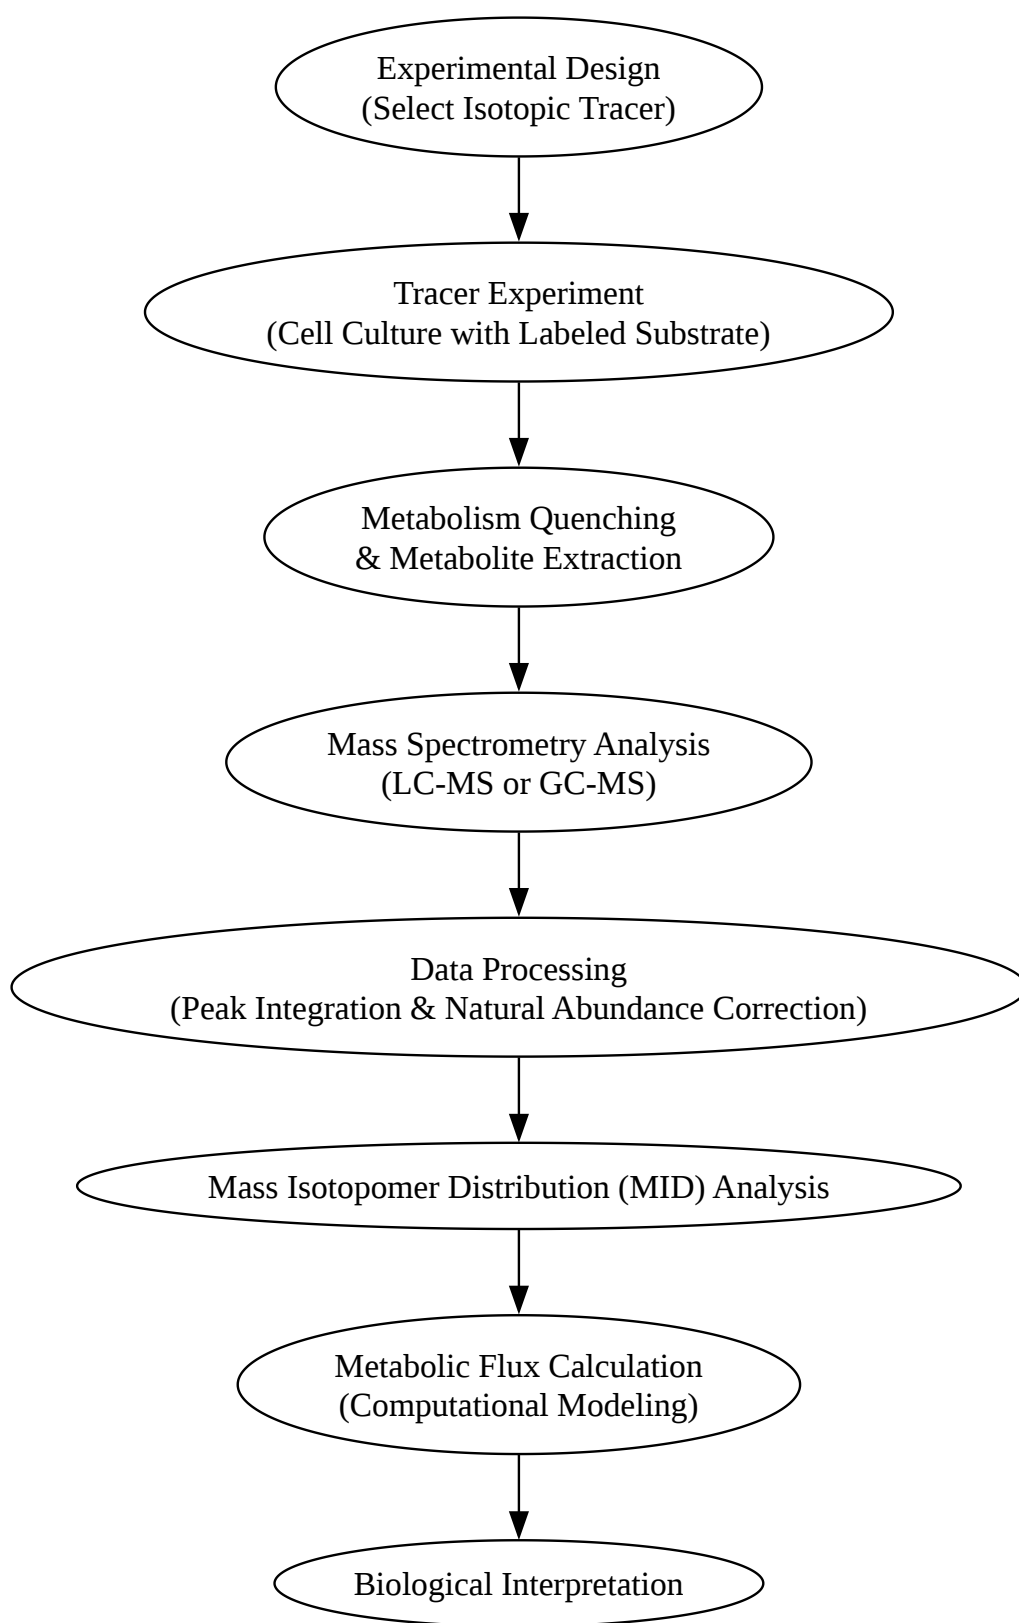 Experimental Design
(Select Isotopic Tracer)
Tracer Experiment
(Cell Culture with Labeled Substrate)
Metabolism Quenching
& Metabolite Extraction
Mass Spectrometry Analysis
(LC-MS or GC-MS)
Data Processing
(Peak Integration & Natural Abundance Correction)
Mass Isotopomer Distribution (MID) Analysis
Metabolic Flux Calculation
(Computational Modeling)
Biological Interpretation